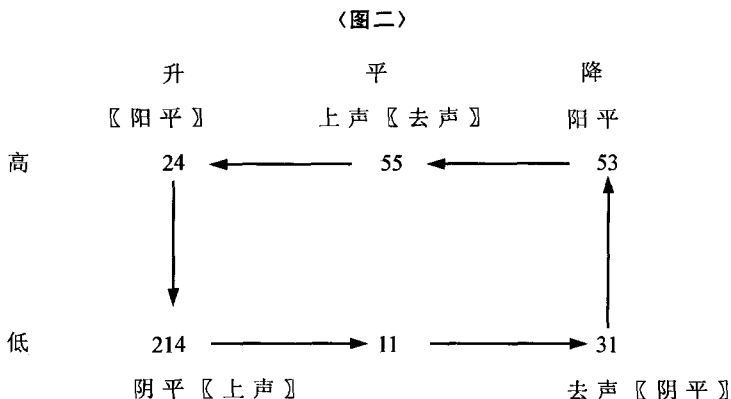 〈图二〉
升 平 降
〖阳平〗 上声〖去声〗 阳平
高 24 55 53
低 214 11 31
阴平〖上声〗 去声〖阴平〗